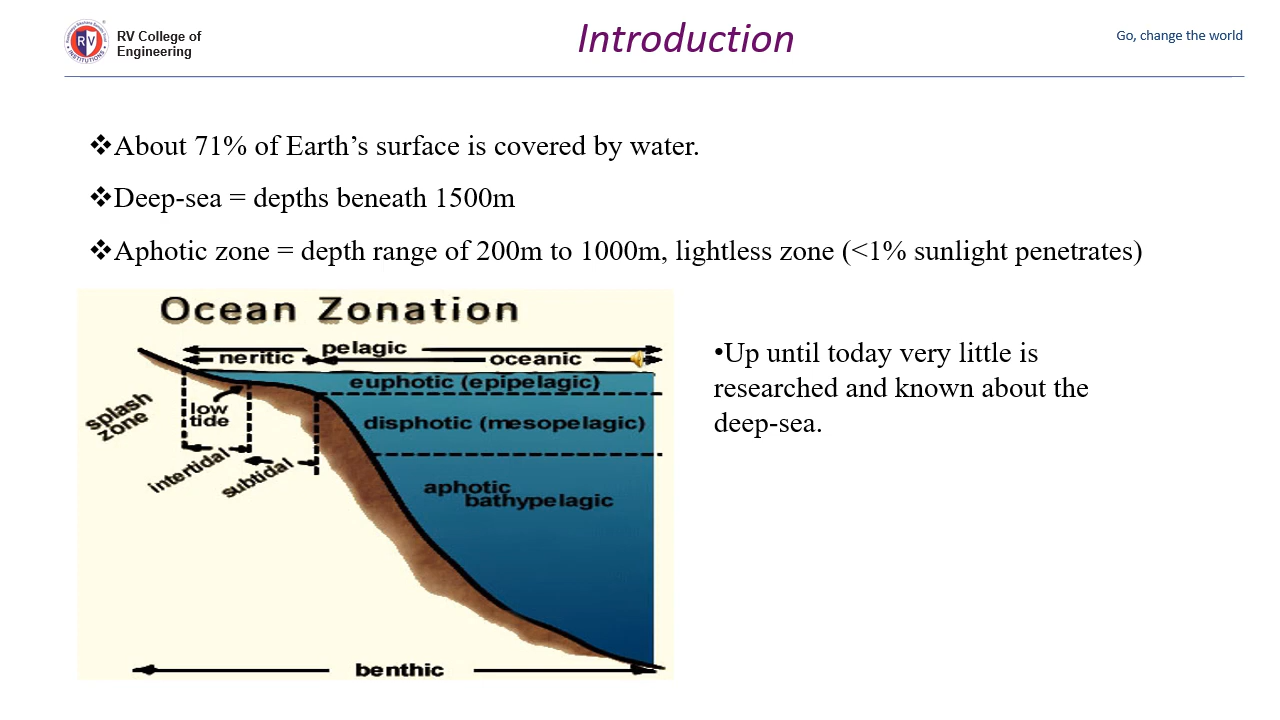 RV College of
Engineering
Introduction
Go, change the world
❖About 71% of Earth’s surface is covered by water.
❖Deep-sea = depths beneath 1500m
❖Aphotic zone = depth range of 200m to 1000m, lightless zone (<1% sunlight penetrates)
Ocean Zonation
pelagic
neritic
oceanic
euphotic (epipelagic)
splash
zone
low
tide
disphotic (mesopelagic)
intertidal
subtidal
aphotic
bathypelagic
benthic
•Up until today very little is
researched and known about the
deep-sea.